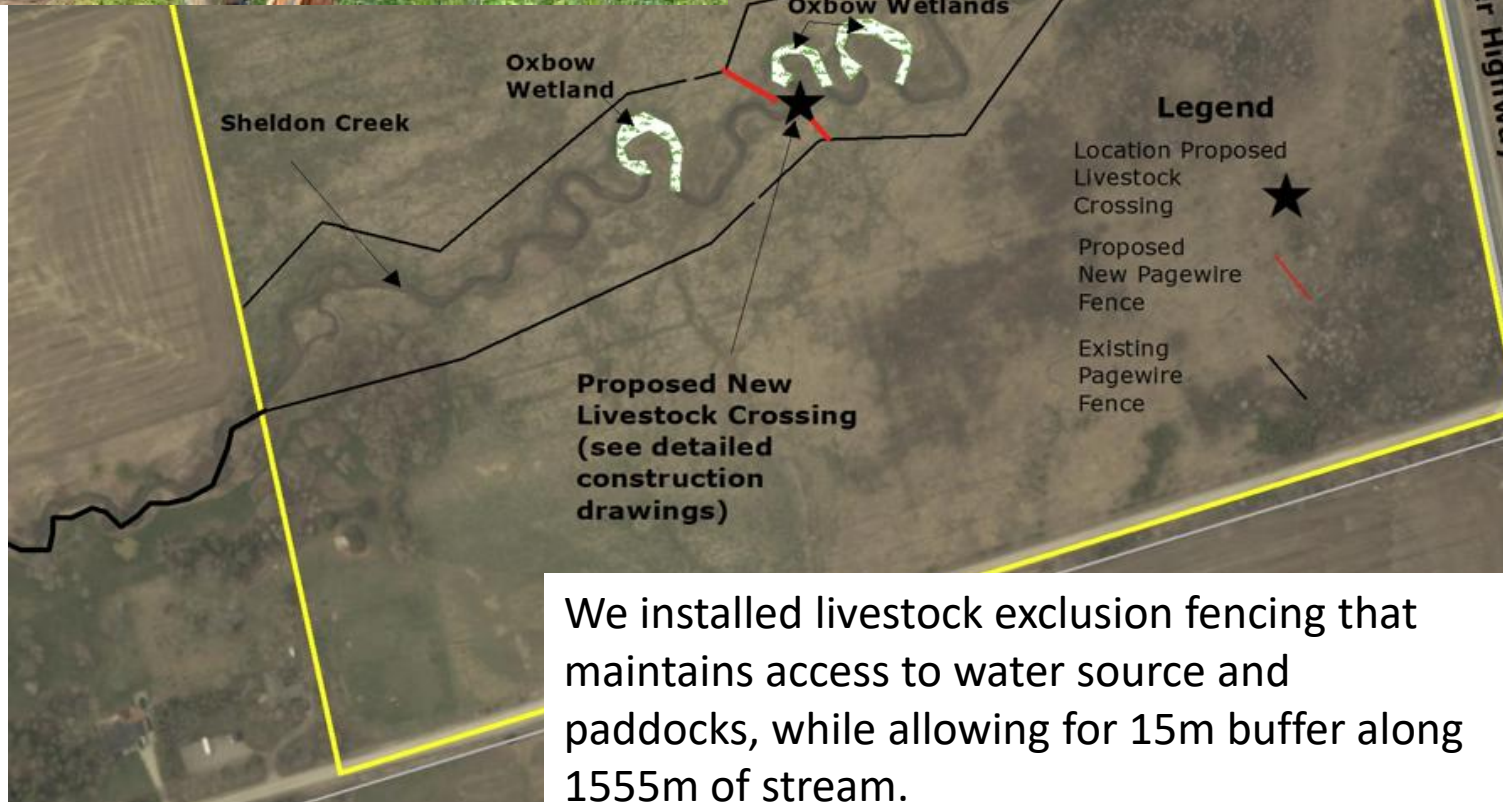 Oxbow Wetlands
Oxbow
Wetland
Sheldon Creek
Legend
Location Proposed
Livestock
Crossing
Proposed
New Pagewire
Fence
Existing
Pagewire
Fence
Proposed New
Livestock Crossing
(see detailed
construction
drawings)
We installed livestock exclusion fencing that
maintains access to water source and
paddocks, while allowing for 15m buffer along
1555m of stream.